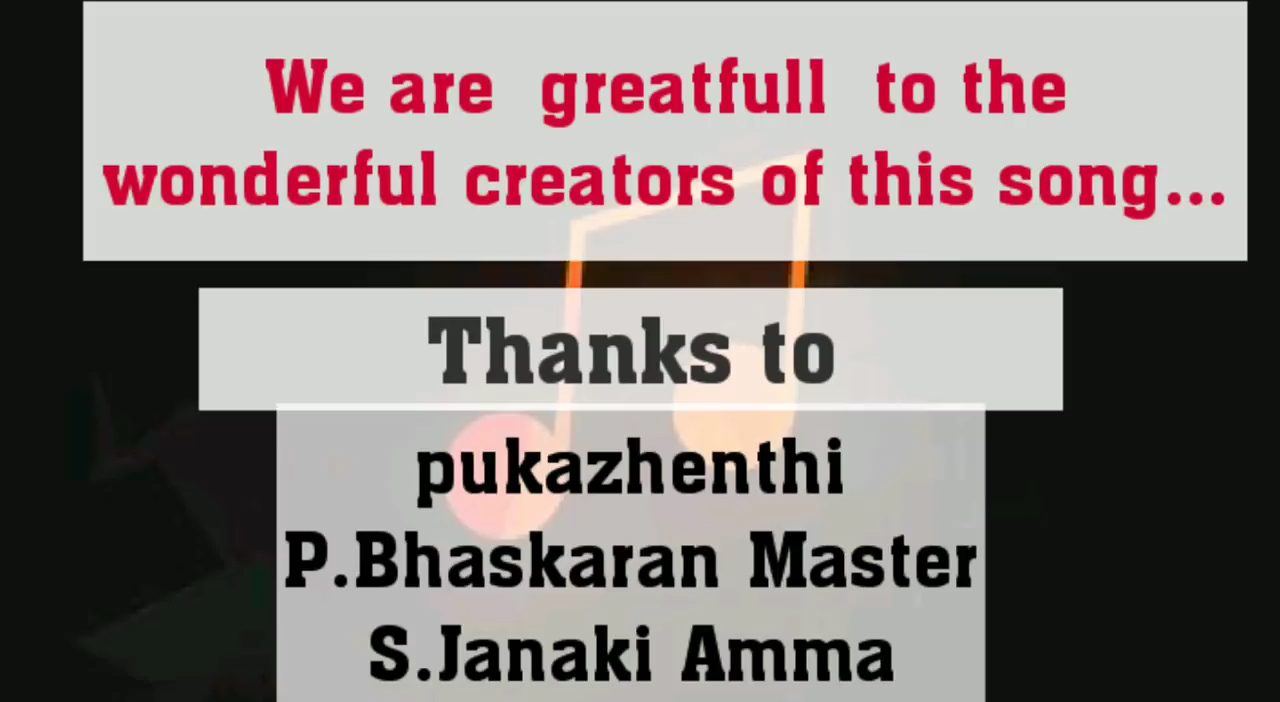 We are greatfull to the
wonderful creators of this song...
Thanks to
pukazhenthi
P.Bhaskaran Master
S.Janaki Amma